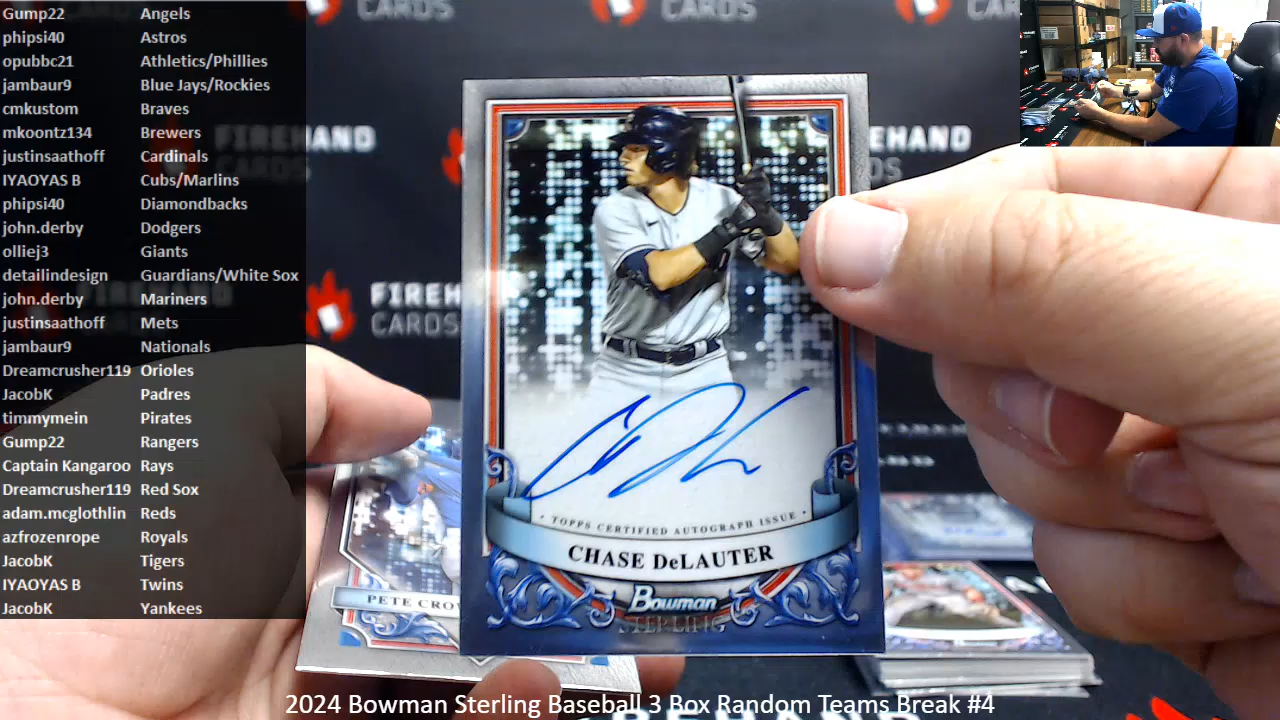 Gump22 Angels
phipsi40 Astros
opubbc21 Athletics/Phillies
jambaur9 Blue Jays/Rockies
cmkustom Braves
mkoontz134 Brewers
justinsaathoff Cardinals
IYAOYAS B Cubs/Marlins
phipsi40 Diamondbacks
john.derby Dodgers
olliej3 Giants
detailindesign Guardians/White Sox
john.derby Mariners
justinsaathoff Mets
jambaur9 Nationals
Dreamcrusher119 Orioles
JacobK Padres
timmymein Pirates
Gump22 Rangers
Captain Kangaroo Rays
Dreamcrusher119 Red Sox
adam.mcglothlin Reds
azfrozenrope Royals
JacobK Tigers
IYAOYAS B Twins
JacobK Yankees
CARDS
CARDS
FIREHAND
CARDS
FIREHAND
CARDS
TOPPS CERTIFIED AUTOGRAPH ISSUE
CHASE DeLAUTER
Bowman
STERLING
PETE CROW
2024 Bowman Sterling Baseball 3 Box Random Teams Break #4